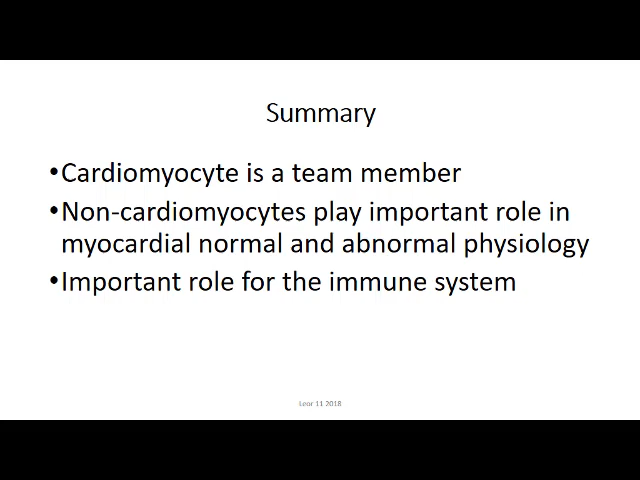 Summary
•Cardiomyocyte is a team member
•Non-cardiomyocytes play important role in
myocardial normal and abnormal physiology
•Important role for the immune system
Leor 11 2018